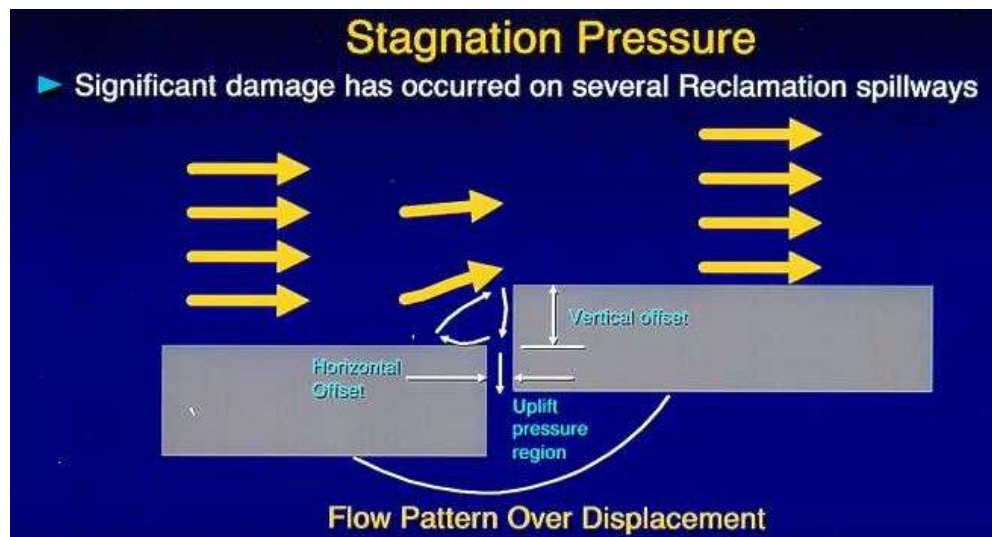 Stagnation Pressure
Significant damage has occurred on several Reclamation spillways
Vertical offset
Horizontal
Offset
Uplift
pressure
region
Flow Pattern Over Displacement